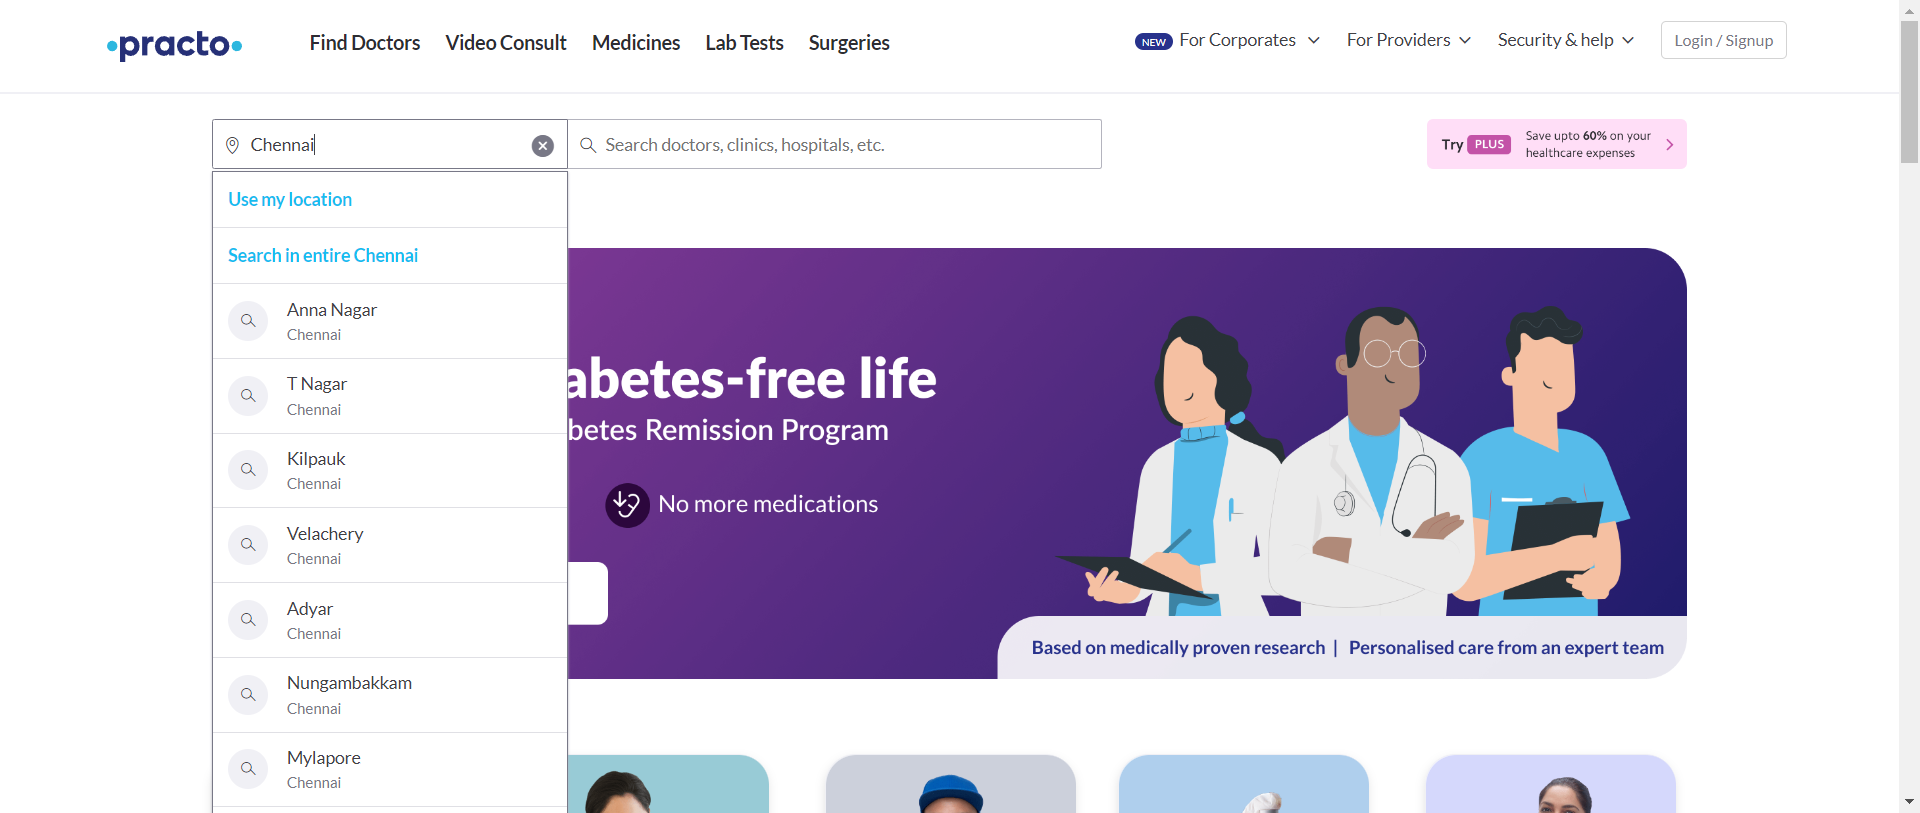 practo
Find Doctors
Video Consult
Medicines
Lab Tests
Surgeries
NEW For Corporates
For Providers
Security & help
Login / Signup
Chennai
Search doctors, clinics, hospitals, etc.
Try PLUS
Save upto 60% on your
healthcare expenses
Use my location
Search in entire Chennai
Anna Nagar
Chennai
T Nagar
Chennai
Kilpauk
Chennai
Velachery
Chennai
Adyar
Chennai
Nungambakkam
Chennai
Mylapore
Chennai
abetes-free life
betes Remission Program
No more medications
Based on medically proven research | Personalised care from an expert team